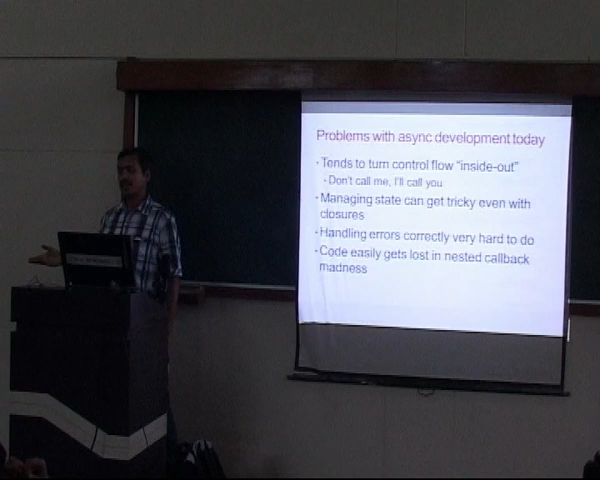 Problems with async development today
· Tends to turn control flow "inside-out"
· Don't call me, I'll call you
· Managing state can get tricky even with
closures
· Handling errors correctly very hard to do
· Code easily gets lost in nested callback
madness